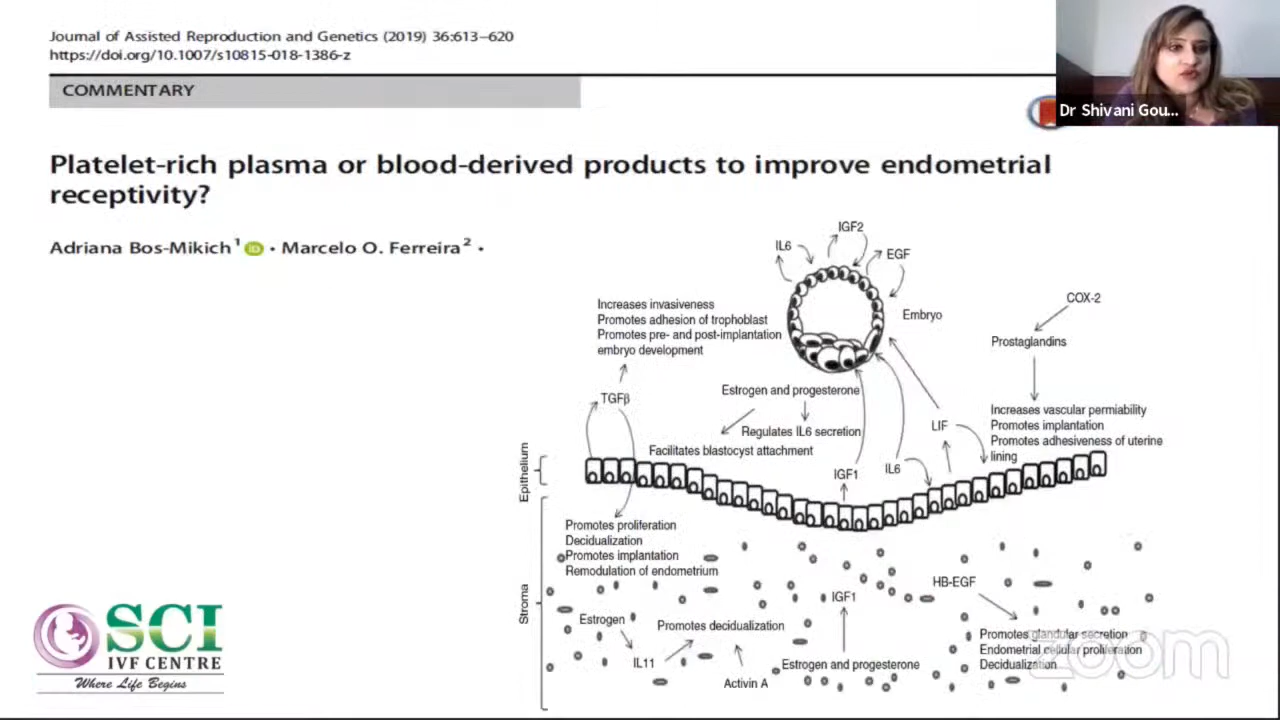 Journal of Assisted Reproduction and Genetics (2019) 36:613–620
https://doi.org/10.1007/s10815-018-1386-z
COMMENTARY
Dr Shivani Gou...
Platelet-rich plasma or blood-derived products to improve endometrial
receptivity?
Adriana Bos-Mikich¹ iD · Marcelo O. Ferreira² ·
IGF2
IL6
EGF
Embryo
COX-2
Prostaglandins
Increases invasiveness
Promotes adhesion of trophoblast
Promotes pre- and post-implantation
embryo development
TGFβ
Estrogen and progesterone
Regulates IL6 secretion
Facilitates blastocyst attachment
LIF
Increases vascular permiability
Promotes implantation
Promotes adhesiveness of uterine
lining
IGF1
IL6
Epithelium
Promotes proliferation
Decidualization
Promotes implantation
Remodulation of endometrium
Stroma
Estrogen
IL11
Promotes decidualization
Activin A
IGF1
Estrogen and progesterone
HB-EGF
Promotes glandular secretion
Endometrial cellular proliferation
Decidualization
SCI
IVF CENTRE
Where Life Begins
zoom